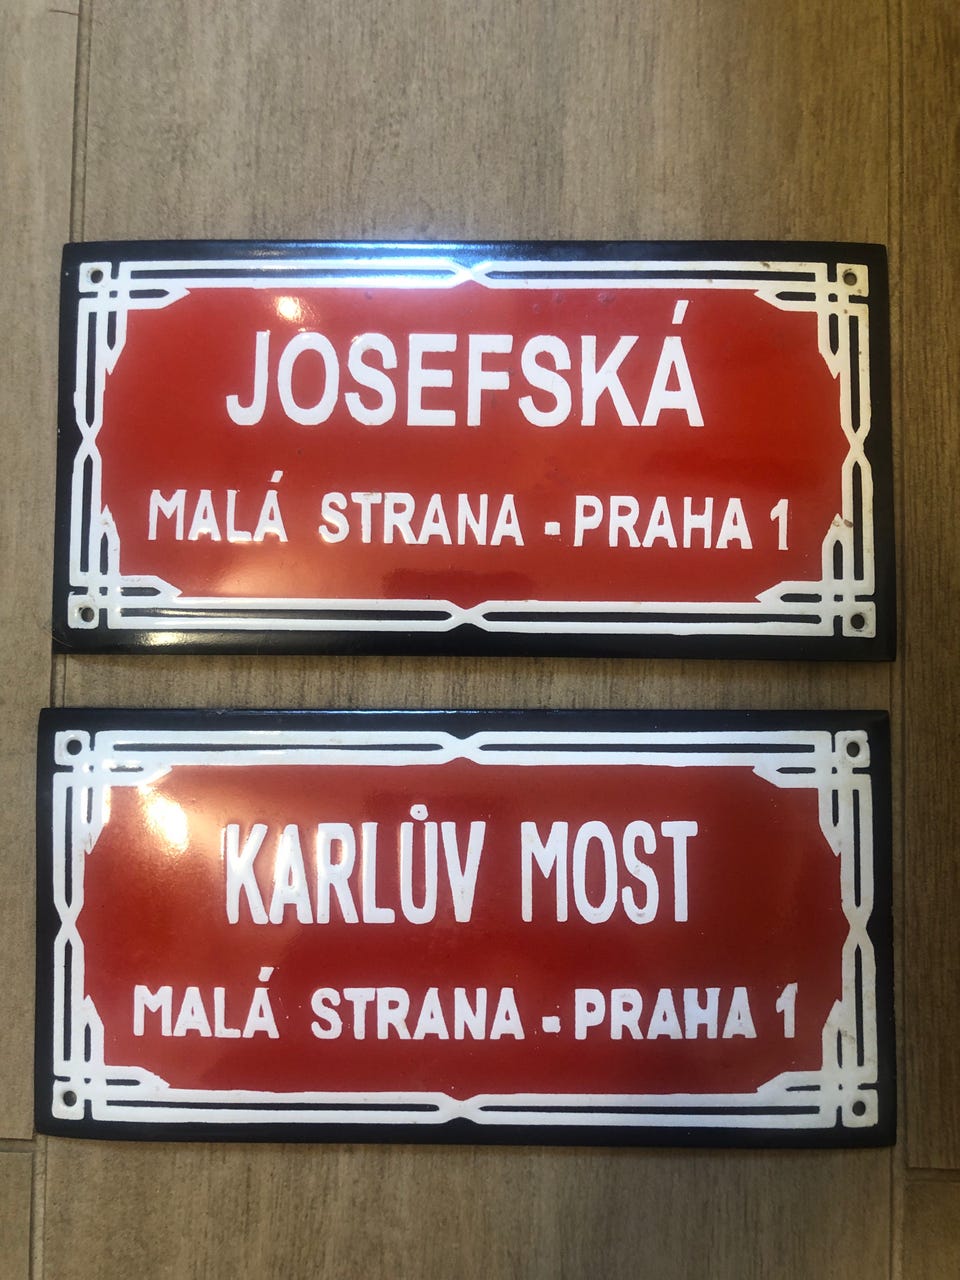 JOSEFSKÁ
MALÁ STRANA - PRAHA 1
KARLŮV MOST
MALÁ STRANA - PRAHA 1